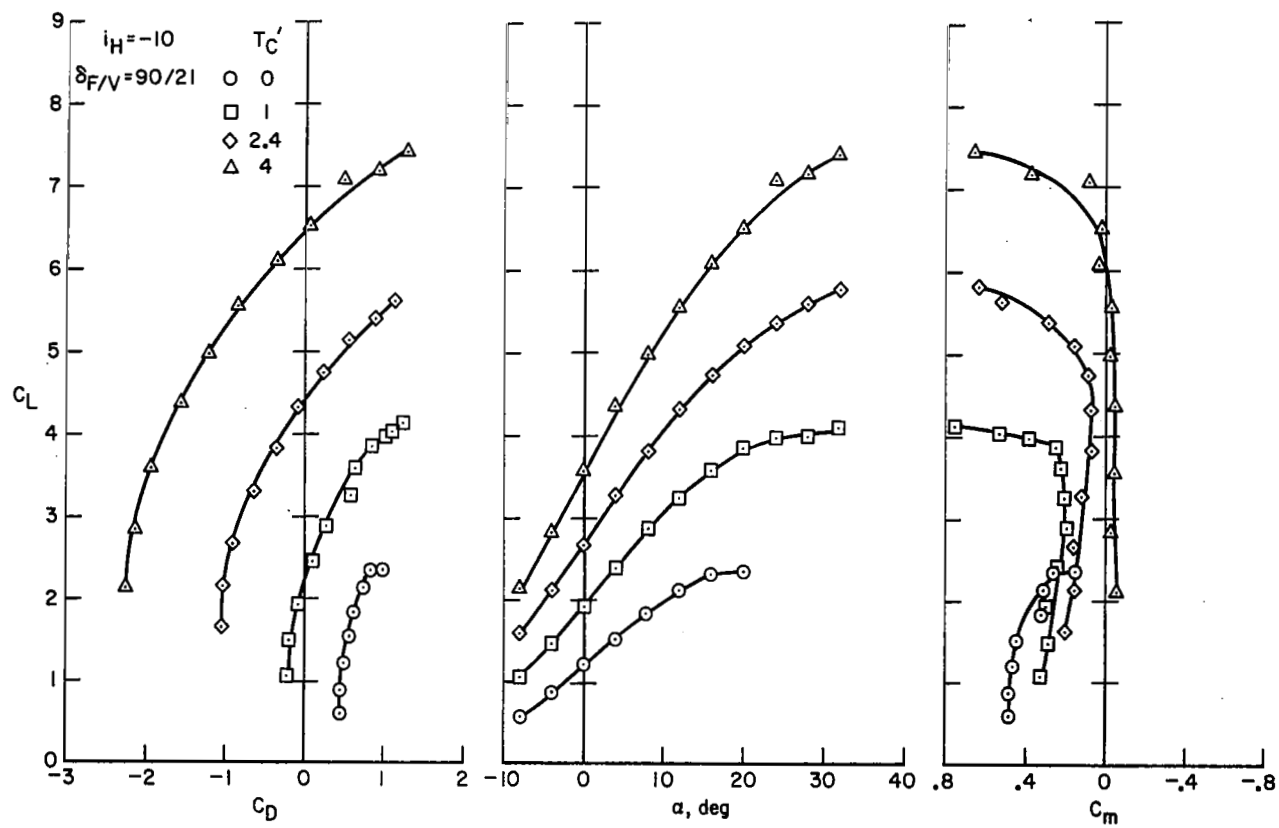 9
8
7
6
5
4
3
2
1
0
C_L
i_H = -10
δ_F/V = 90/21
T_C'
○ 0
□ 1
◇ 2.4
△ 4
-3 -2 -1 0 1 2
C_D
-10 0 10 20 30 40
α, deg
.8 .4 0 -.4 -.8
C_m